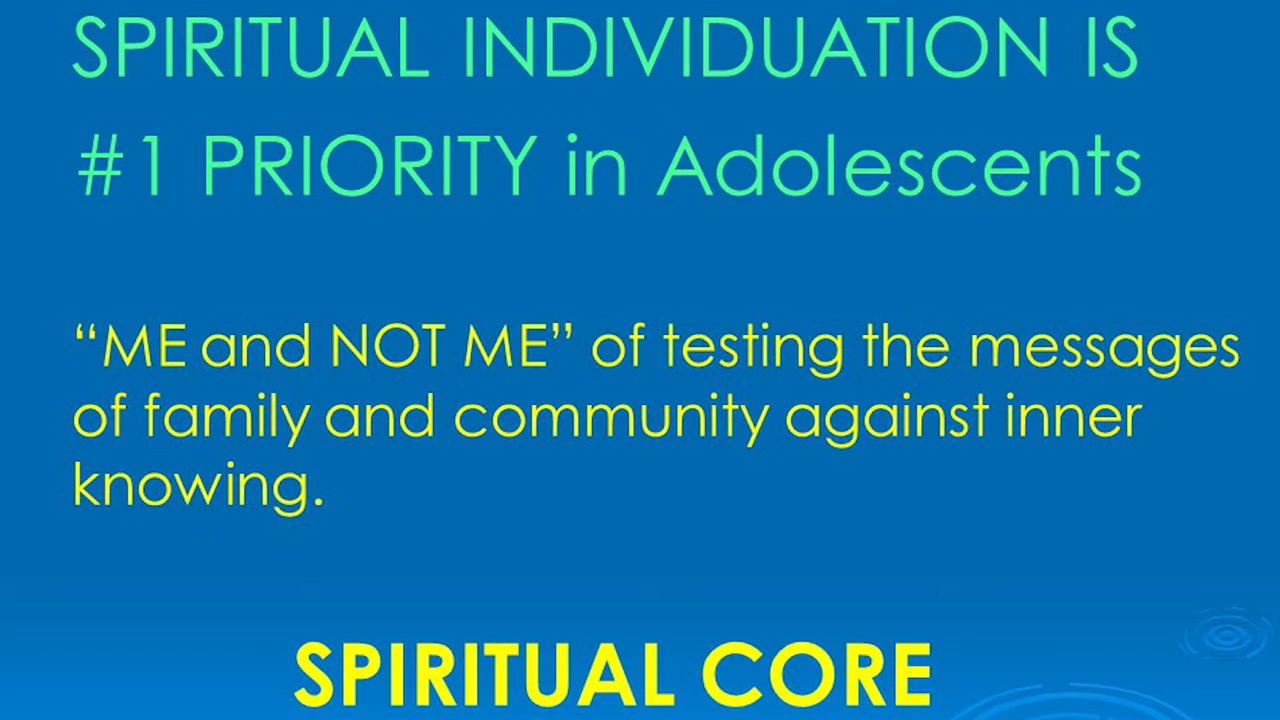 SPIRITUAL INDIVIDUATION IS
#1 PRIORITY in Adolescents
“ME and NOT ME” of testing the messages
of family and community against inner
knowing.
SPIRITUAL CORE